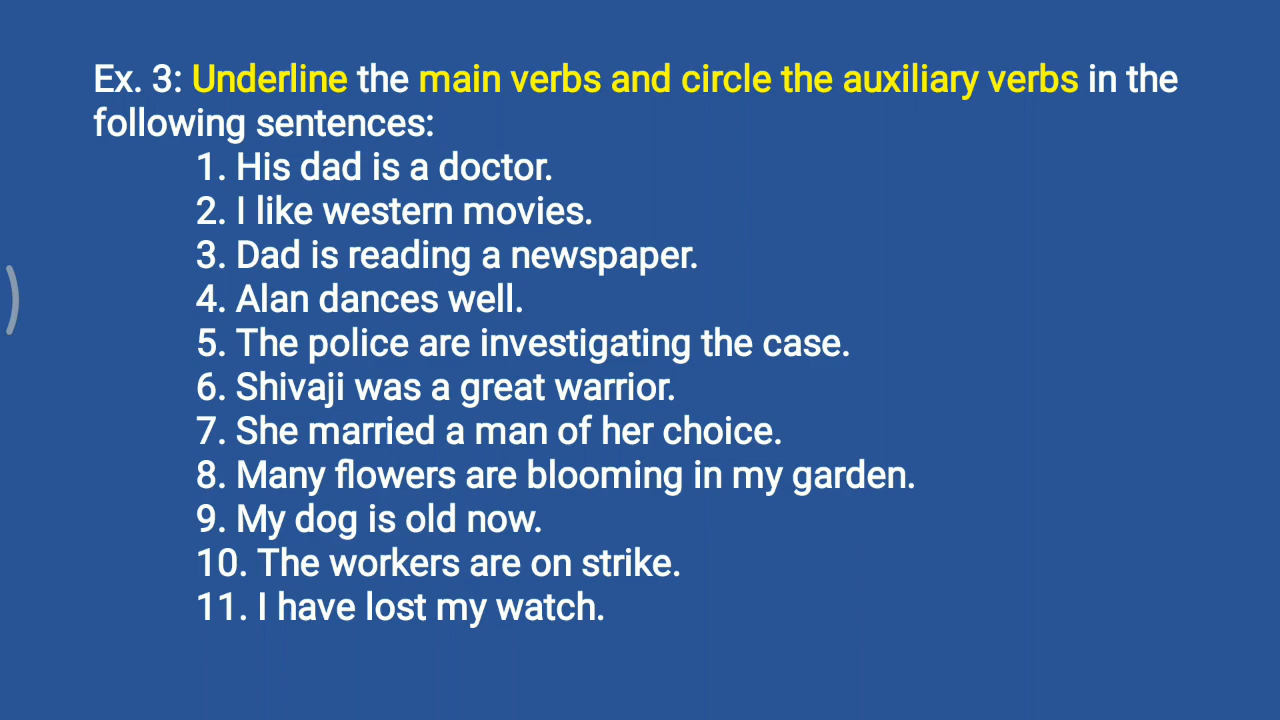 Ex. 3: Underline the main verbs and circle the auxiliary verbs in the
following sentences:
1. His dad is a doctor.
2. I like western movies.
3. Dad is reading a newspaper.
4. Alan dances well.
5. The police are investigating the case.
6. Shivaji was a great warrior.
7. She married a man of her choice.
8. Many flowers are blooming in my garden.
9. My dog is old now.
10. The workers are on strike.
11. I have lost my watch.